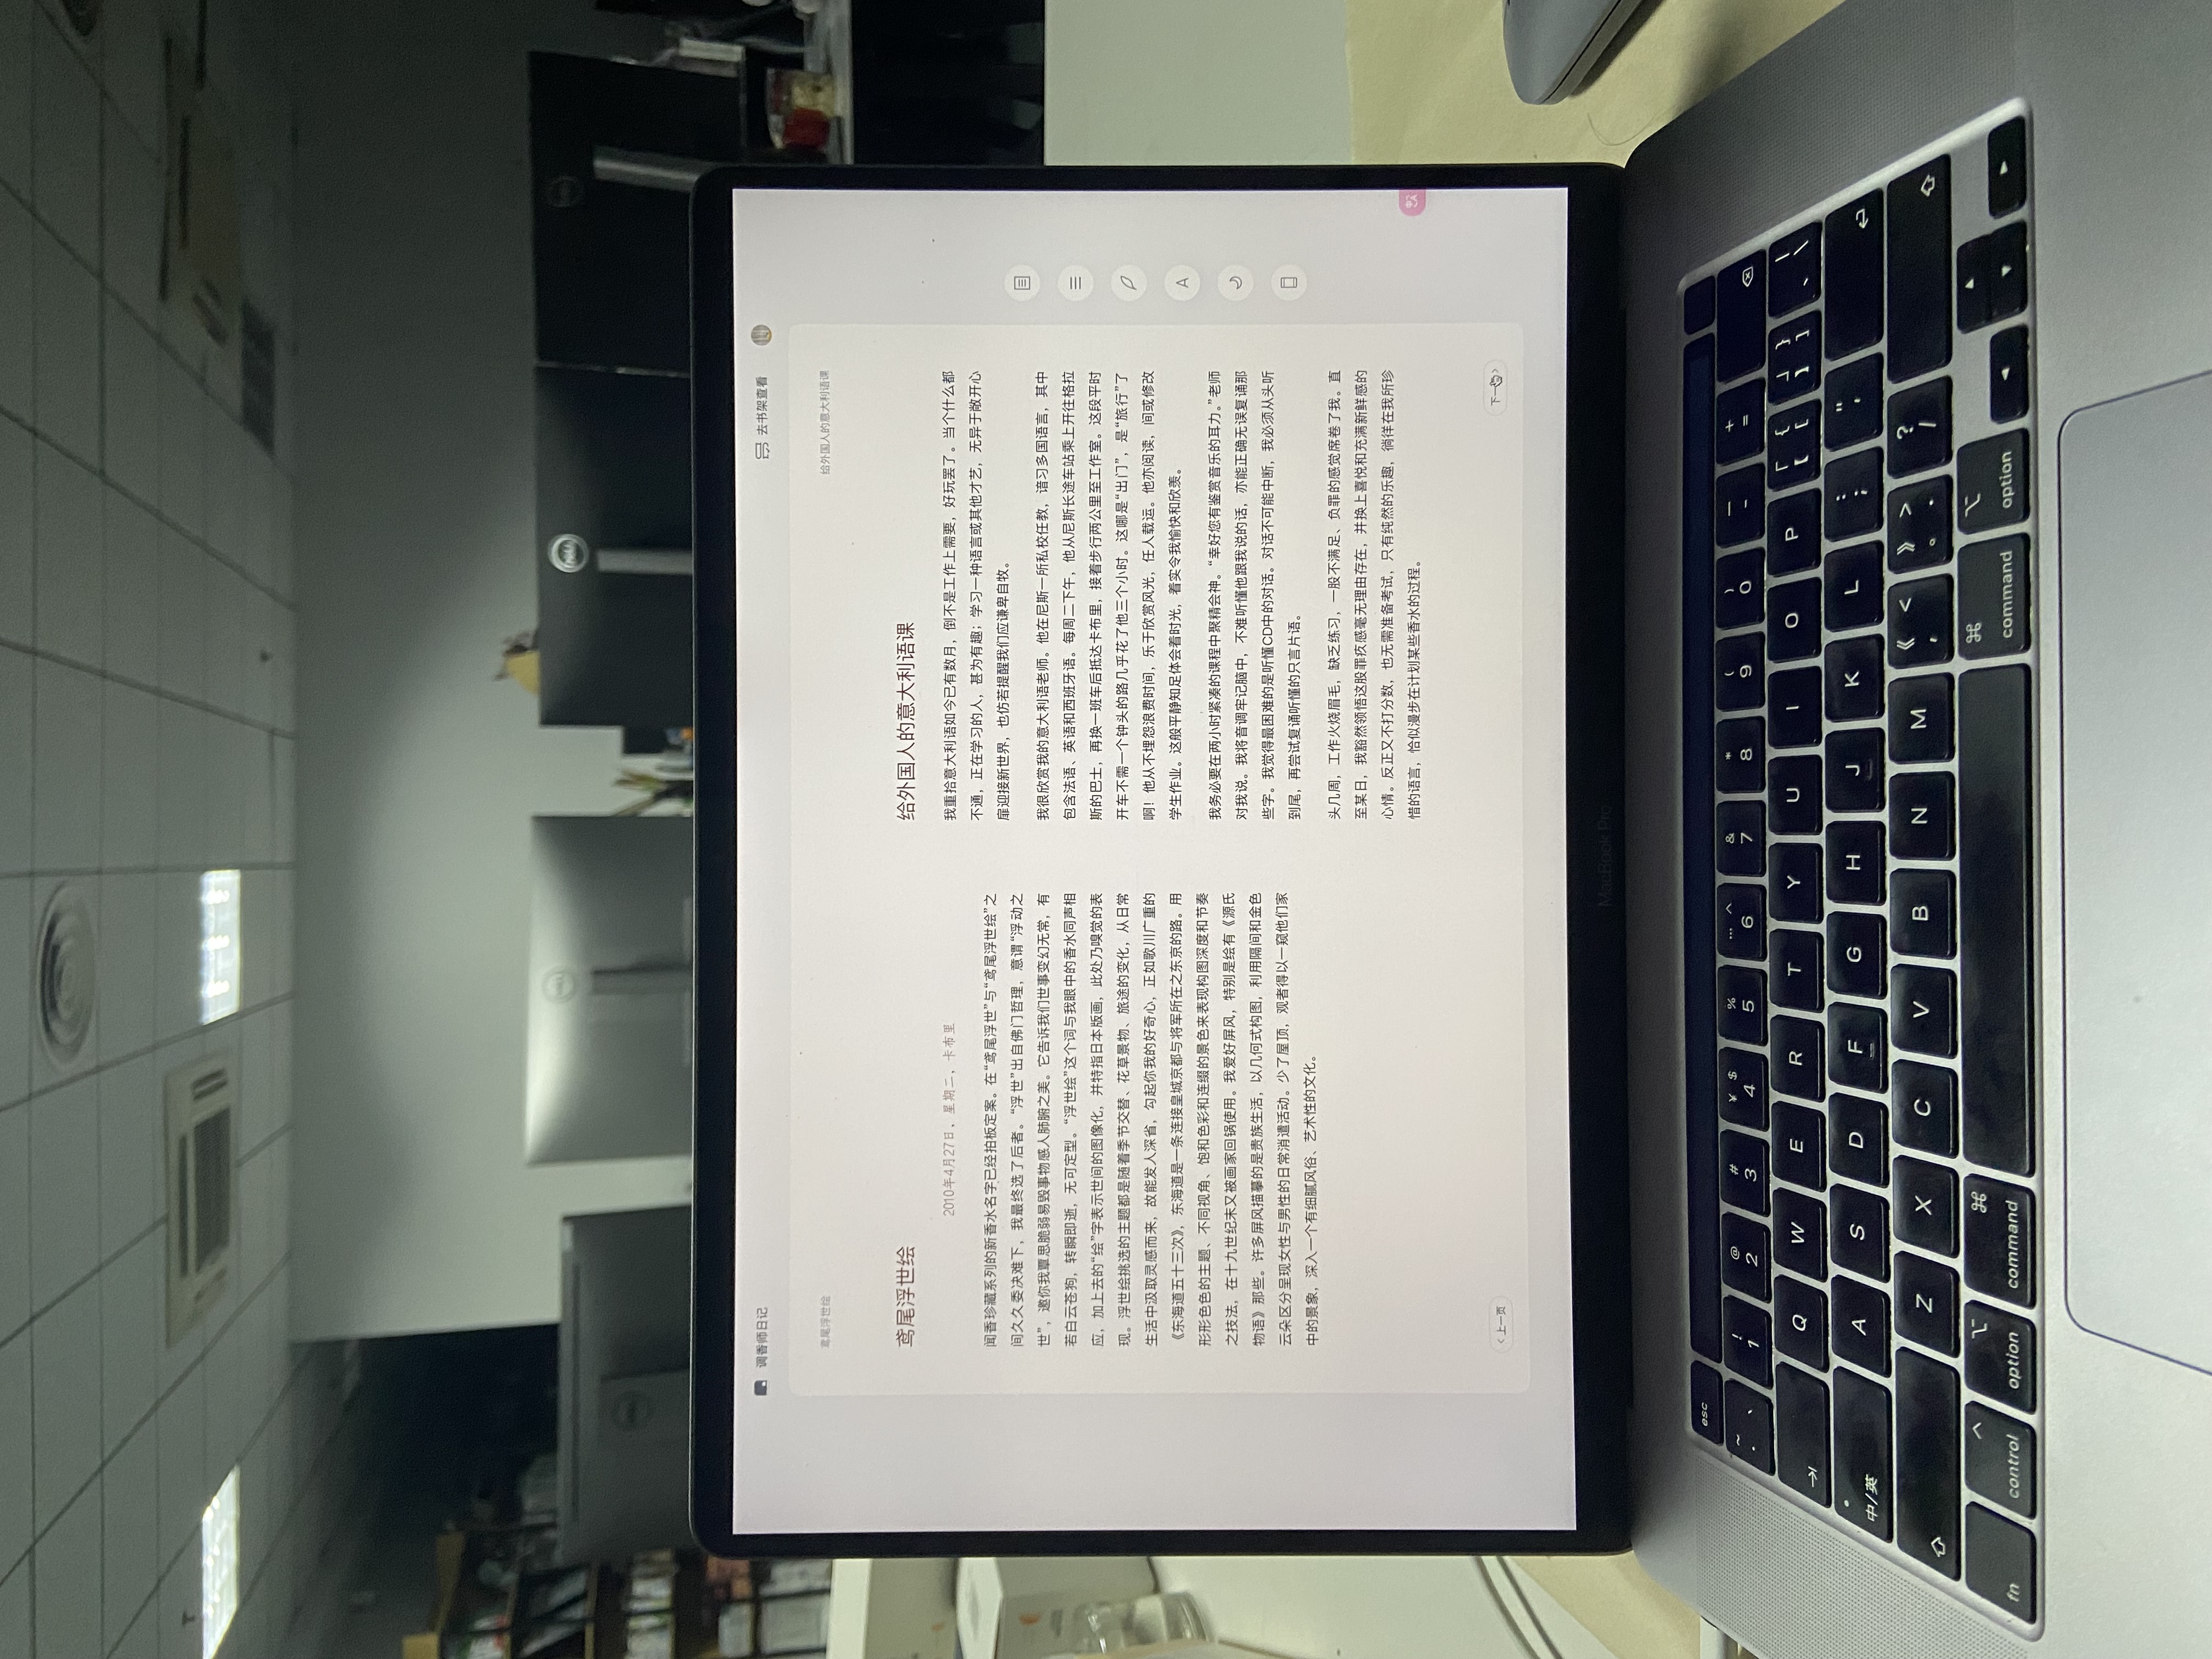 DELL
调香师日记
去书架查看
鸢尾浮世绘
给外国人的意大利语课
鸢尾浮世绘
2010年4月27日，星期二，卡布里
闻香珍藏系列的新香水名字已经拍板定案。在“鸢尾浮世”与“鸢尾浮世绘”之
间久久委决难下，我最终选了后者。“浮世”出自佛门哲理，意谓“浮动之
世”，邀你我覃思脆弱易毁事物感人肺腑之美。它告诉我们世事变幻无常，有
若白云苍狗，转瞬即逝，无可定型。“浮世绘”这个词与我眼中的香水同声相
应，加上去的“绘”字表示世间的图像化，并特指日本版画，此处乃嗅觉的表
现。浮世绘挑选的主题都是随着季节交替、花草景物、旅途的变化，从日常
生活中汲取灵感而来，故能发人深省，勾起你我的好奇心，正如歌川广重的
《东海道五十三次》，东海道是一条连接皇城京都与将军所在之东京的路。用
形形色色的主题、不同视角、饱和色彩和连缀的景色来表现构图深度和节奏
之技法，在十九世纪末又被画家回锅使用。我爱好屏风，特别是绘有《源氏
物语》那些。许多屏风描摹的是贵族生活，以几何式构图，利用隔间和金色
云朵区分呈现女性与男性的日常消遣活动。少了屋顶，观者得以一窥他们家
中的景象，深入一个有细腻风俗、艺术性的文化。
给外国人的意大利语课
我重拾意大利语如今已有数月，倒不是工作上需要，好玩罢了。当个什么都
不通，正在学习的人，甚为有趣；学习一种语言或其他才艺，无异于敞开心
扉迎接新世界，也仿若提醒我们应谦卑自牧。
我很欣赏我的意大利语老师。他在尼斯一所私校任教，谙习多国语言，其中
包含法语、英语和西班牙语。每周二下午，他从尼斯长途车站乘上开往格拉
斯的巴士，再换一班车后抵达卡布里，接着步行两公里至工作室。这段平时
开车不需一个钟头的路几乎花了他三个小时。这哪是“出门”，是“旅行”了
啊！他从不埋怨浪费时间，乐于欣赏风光，任人载运。他亦阅读，间或修改
学生作业。这般平静知足体会着时光，着实令我愉快和欣羡。
我务必要在两小时紧凑的课程中聚精会神。“幸好您有鉴赏音乐的耳力。”老师
对我说。我将音调牢记脑中，不难听懂他跟我说的话，亦能正确无误复诵那
些字。我觉得最困难的是听懂CD中的对话。对话不可能中断，我必须从头听
到尾，再尝试复诵听懂的只言片语。
头几周，工作火烧眉毛，缺乏练习，一股不满足、负罪的感觉席卷了我。直
至某日，我豁然领悟这股罪疚感毫无理由存在，并换上喜悦和充满新鲜感的
心情。反正又不打分数，也无需准备考试，只有纯然的乐趣，徜徉在我所珍
惜的语言，恰似漫步在计划某些香水的过程。
A
上一页
下一
MacBook Pro
esc
~ · `
! 1 @ 2 # 3 ¥ $ 4 % 5 … ^ 6 & 7 * 8 ( 9 ) 0 — - + =
Q W E R T Y U I O P 「 { 【 [ 」 } 】 ] 、 | \
中/英 A S D F G H J K L : ; " '
Z X C V B N M 《 < , 》 > 。 . ? /
fn control option command command option